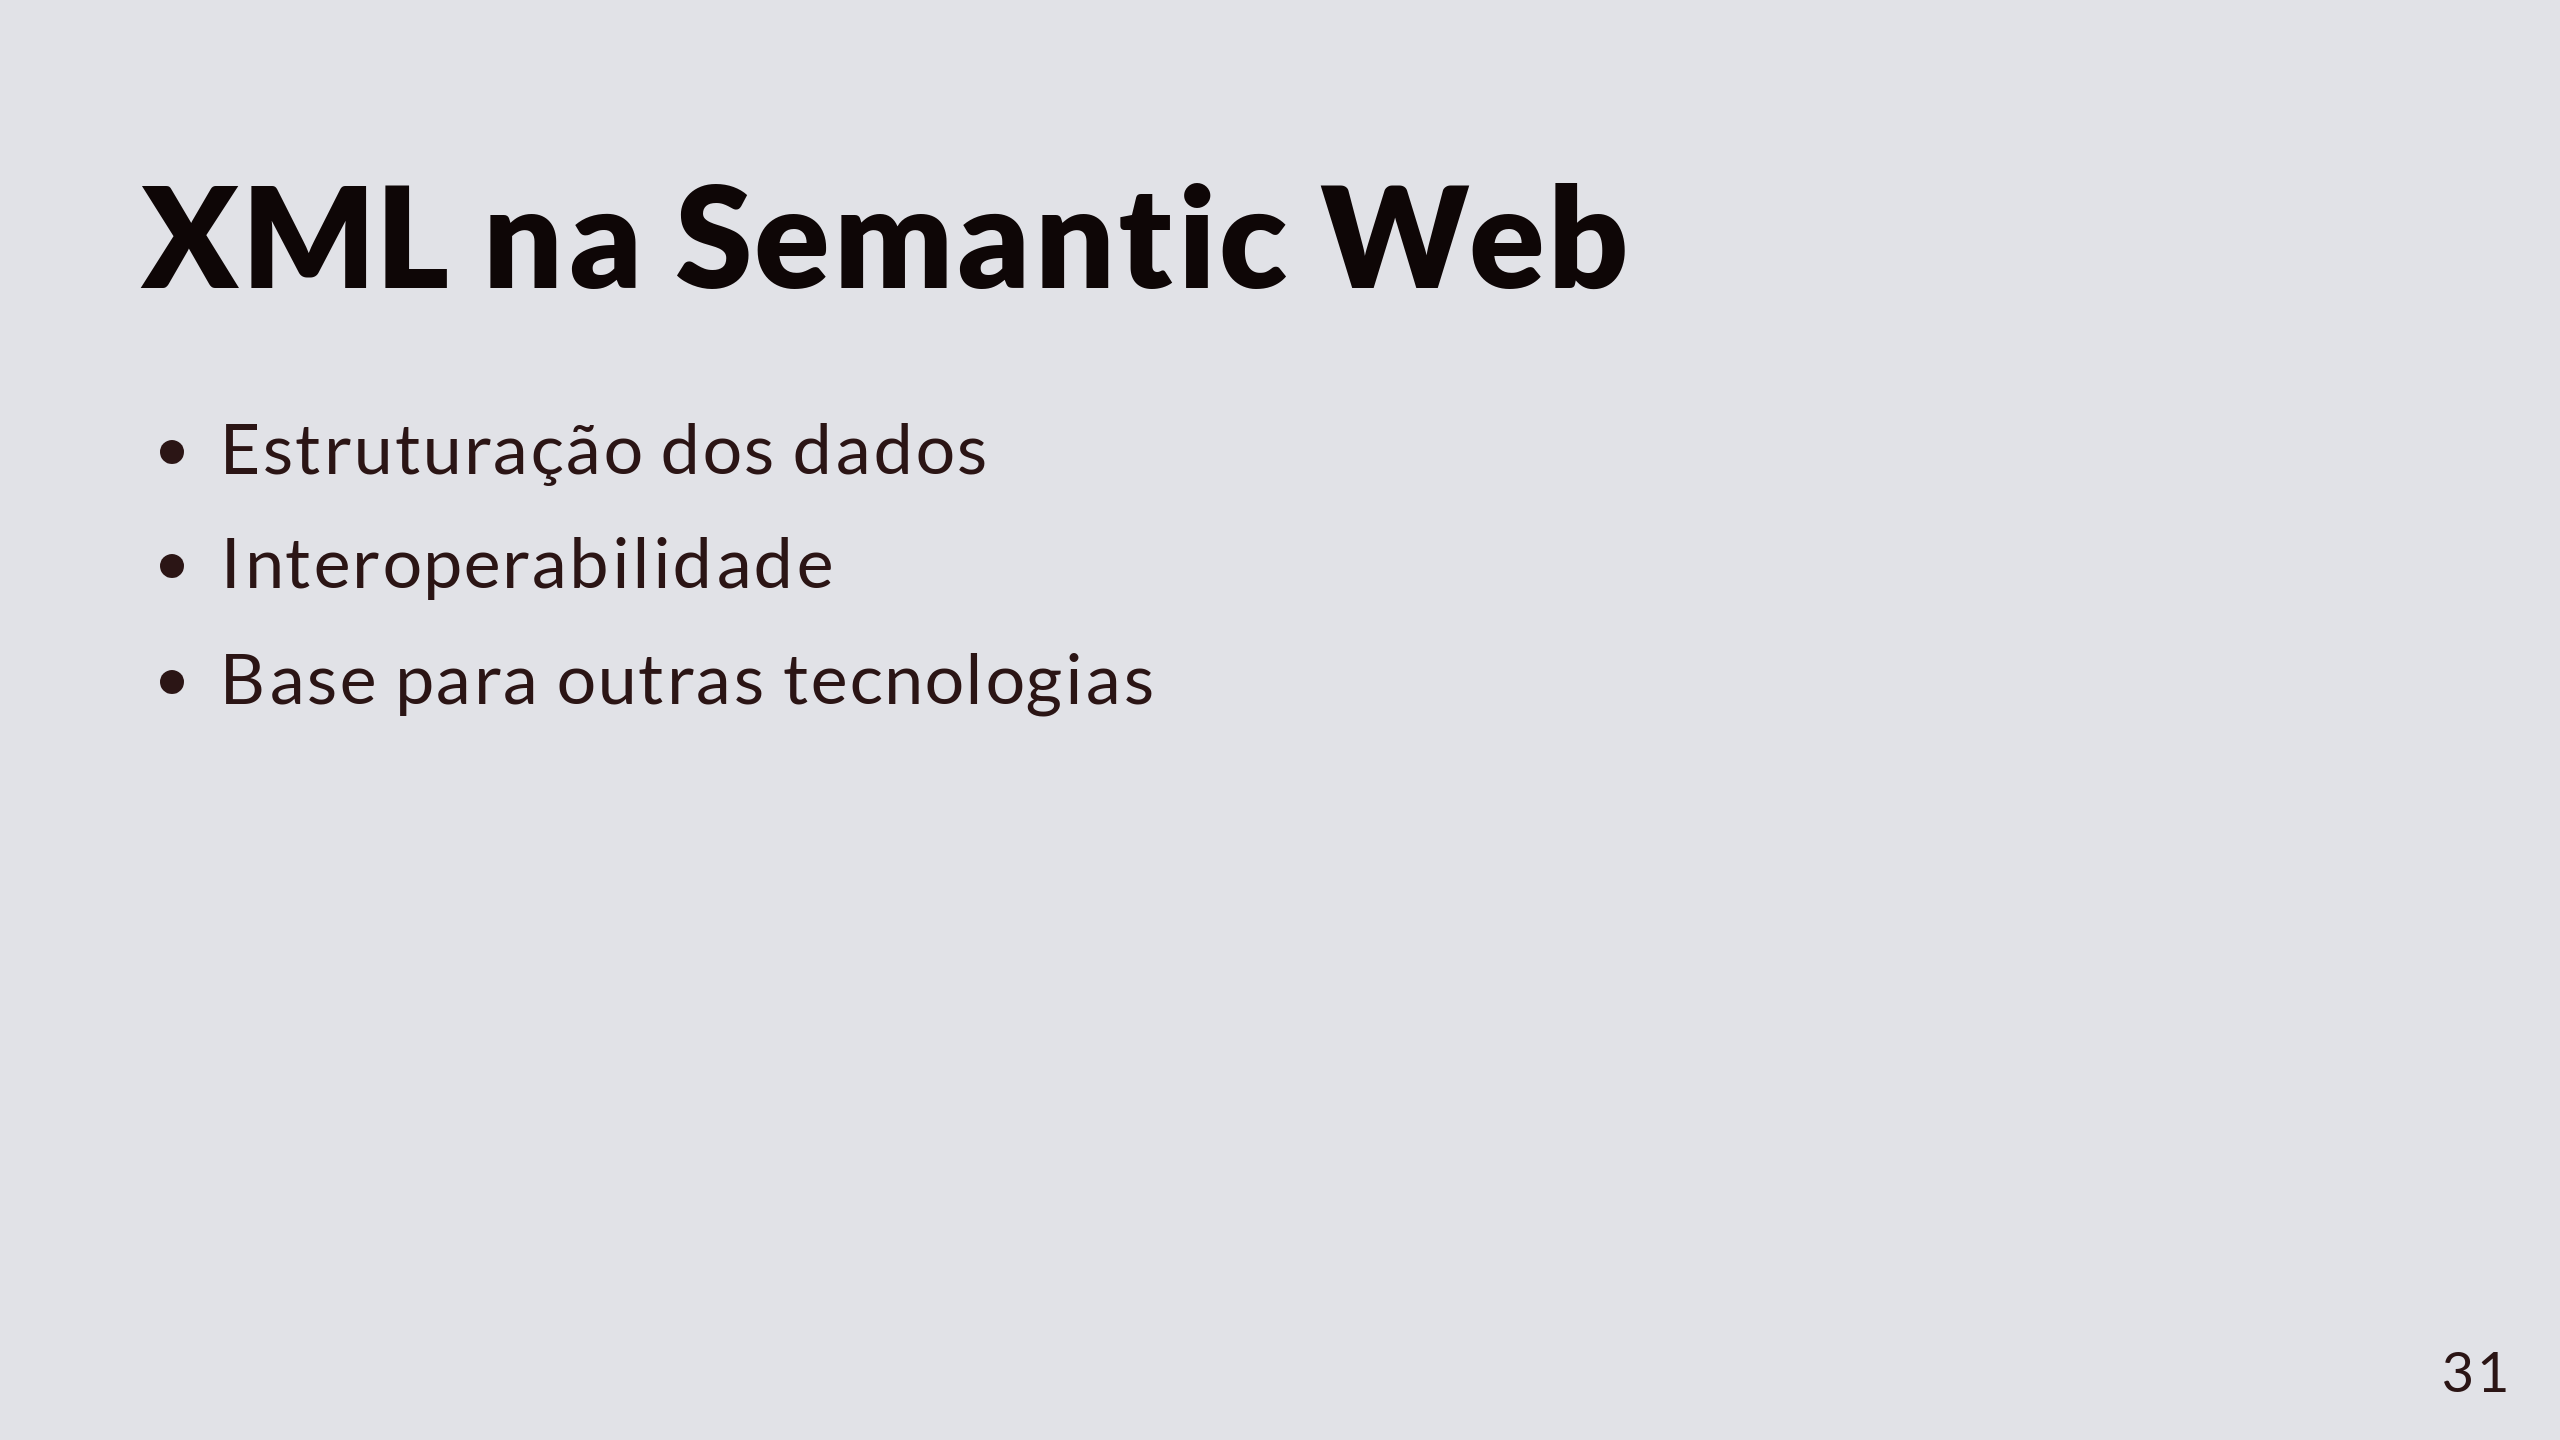 XML na Semantic Web
• Estruturação dos dados
• Interoperabilidade
• Base para outras tecnologias
31